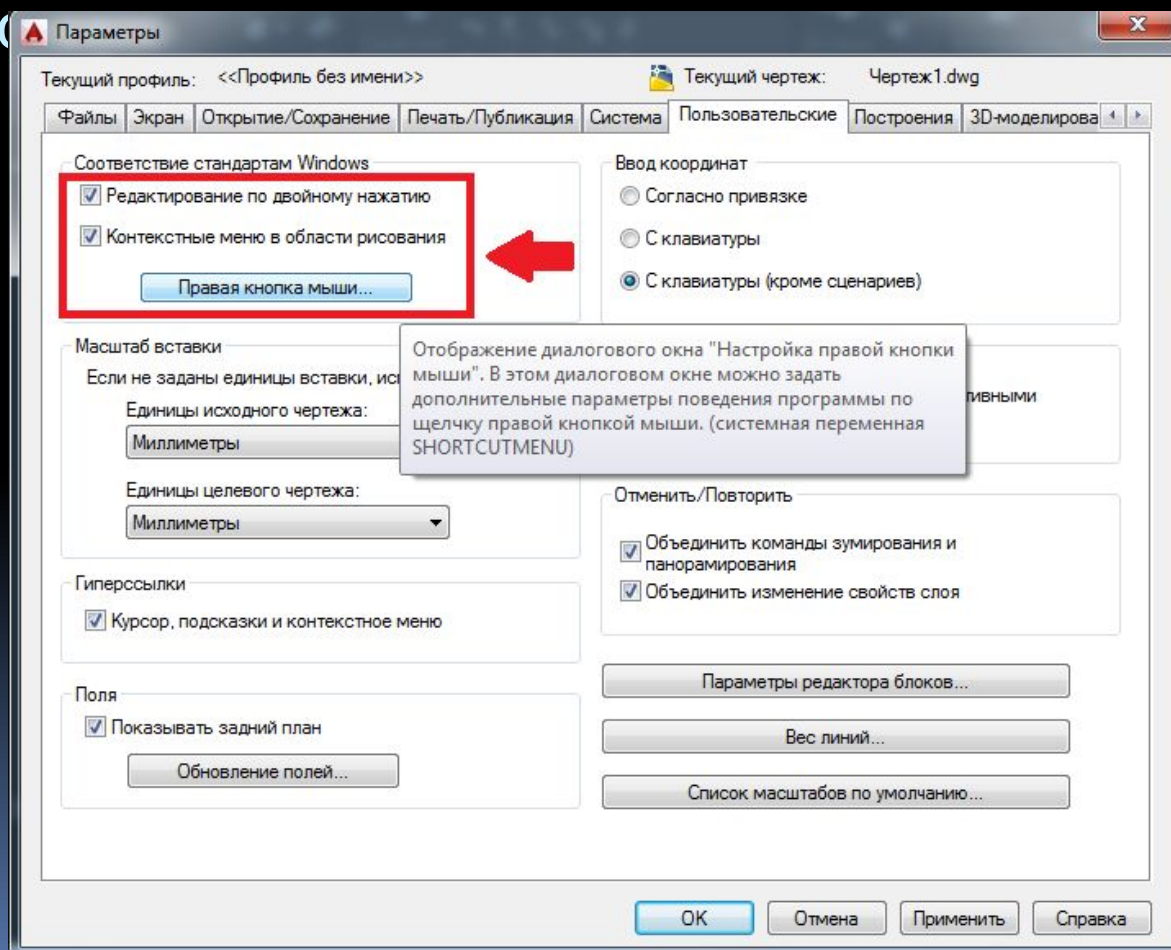 Параметры
Текущий профиль: <<Профиль без имени>> Текущий чертеж: Чертеж1.dwg
Файлы Экран Открытие/Сохранение Печать/Публикация Система Пользовательские Построения 3D-моделирова
Соответствие стандартам Windows
Редактирование по двойному нажатию
Контекстные меню в области рисования
Правая кнопка мыши...
Ввод координат
Согласно привязке
С клавиатуры
С клавиатуры (кроме сценариев)
Масштаб вставки
Если не заданы единицы вставки,
Единицы исходного чертежа:
Миллиметры
Единицы целевого чертежа:
Миллиметры
Отображение диалогового окна "Настройка правой кнопки
мыши". В этом диалоговом окне можно задать
дополнительные параметры поведения программы по
щелчку правой кнопкой мыши. (системная переменная
SHORTCUTMENU)
Отменить/Повторить
Объединить команды зумирования и
панорамирования
Объединить изменение свойств слоя
Гиперссылки
Курсор, подсказки и контекстное меню
Поля
Показывать задний план
Обновление полей...
Параметры редактора блоков...
Вес линий...
Список масштабов по умолчанию...
OK Отмена Применить Справка